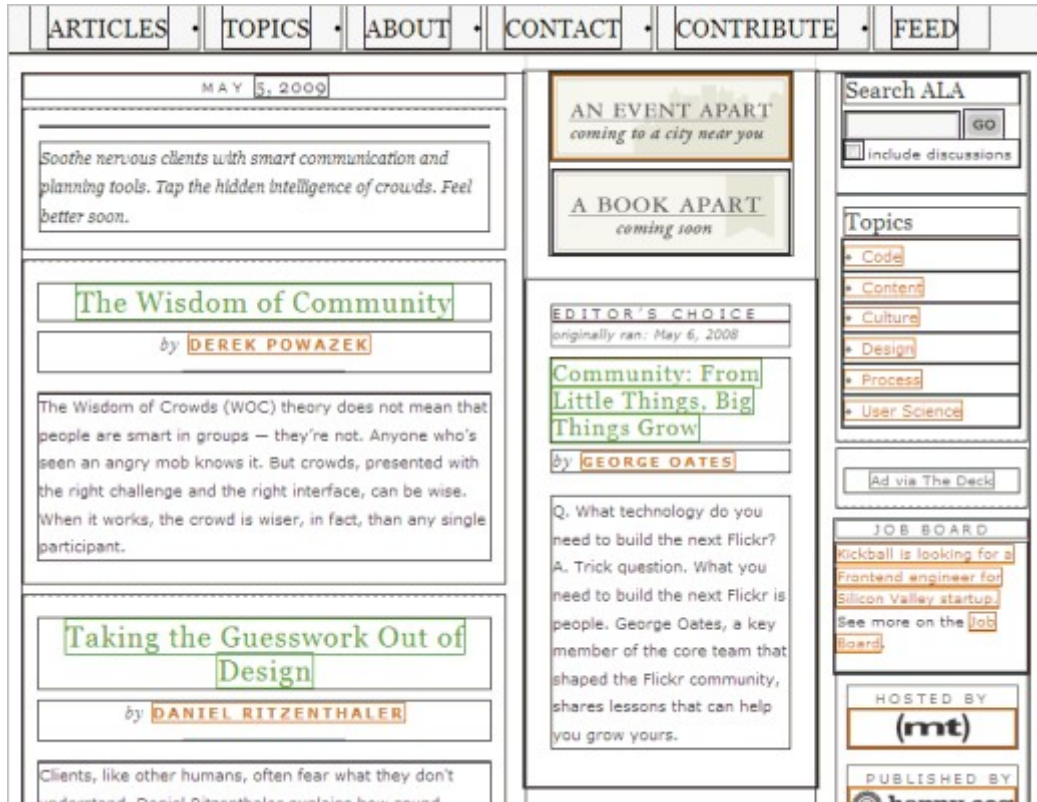 ARTICLES • TOPICS • ABOUT • CONTACT • CONTRIBUTE • FEED
MAY 5, 2009
Soothe nervous clients with smart communication and
planning tools. Tap the hidden intelligence of crowds. Feel
better soon.
The Wisdom of Community
by DEREK POWAZEK
The Wisdom of Crowds (WOC) theory does not mean that
people are smart in groups — they're not. Anyone who's
seen an angry mob knows it. But crowds, presented with
the right challenge and the right interface, can be wise.
When it works, the crowd is wiser, in fact, than any single
participant.
Taking the Guesswork Out of
Design
by DANIEL RITZENTHALER
Clients, like other humans, often fear what they don't
understand. Daniel Ritzenthaler explains how sound
AN EVENT APART
coming to a city near you
A BOOK APART
coming soon
EDITOR'S CHOICE
originally ran: May 6, 2008
Community: From
Little Things, Big
Things Grow
by GEORGE OATES
Q. What technology do you
need to build the next Flickr?
A. Trick question. What you
need to build the next Flickr is
people. George Oates, a key
member of the core team that
shaped the Flickr community,
shares lessons that can help
you grow yours.
Search ALA
GO
include discussions
Topics
• Code
• Content
• Culture
• Design
• Process
• User Science
Ad via The Deck
JOB BOARD
Kickball is looking for a
Frontend engineer for
Silicon Valley startup.
See more on the Job
Board.
HOSTED BY
(mt)
PUBLISHED BY
happy cog